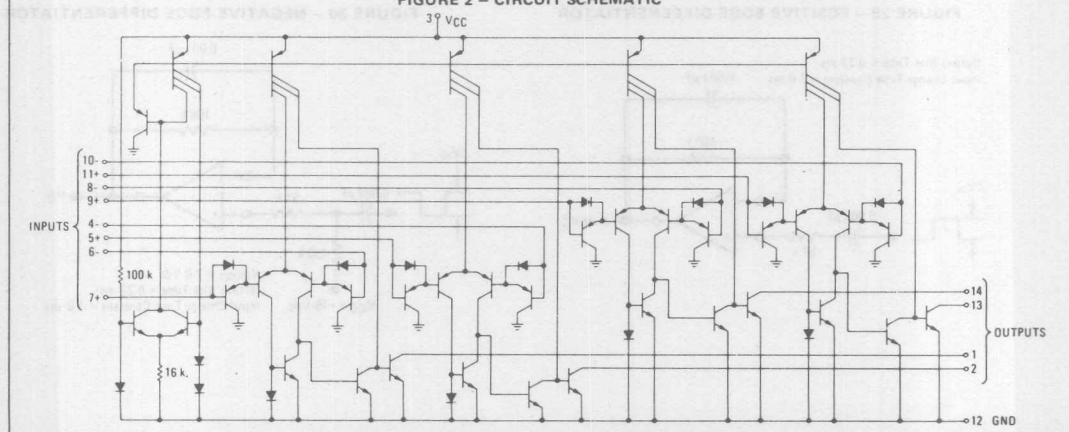 FIGURE 2 – CIRCUIT SCHEMATIC
3 VCC
10-
11+
8-
9+
INPUTS
4-
5+
6-
100 k
7+
16 k.
14
13
OUTPUTS
1
2
12 GND